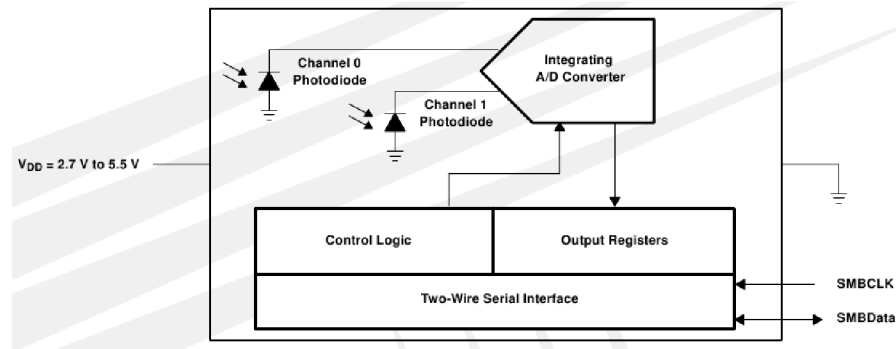 Channel 0
Photodiode
Integrating
A/D Converter
Channel 1
Photodiode
VDD = 2.7 V to 5.5 V
Control Logic
Output Registers
Two-Wire Serial Interface
SMBCLK
SMBData